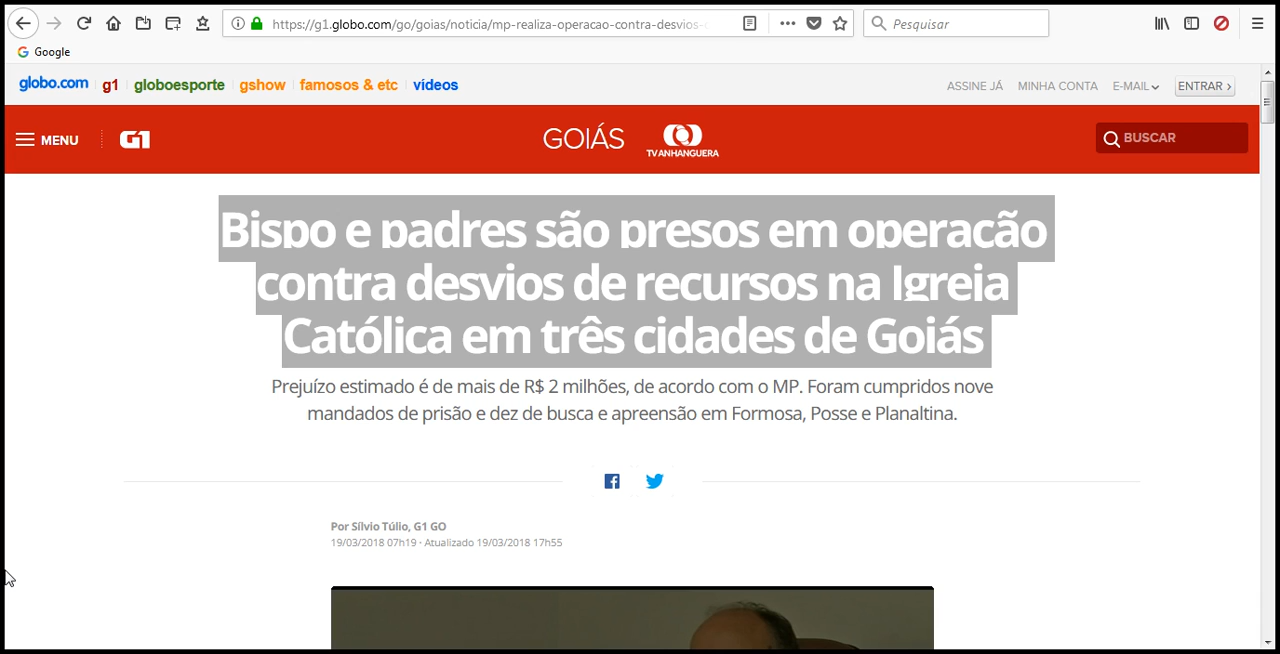 https://g1.globo.com/go/goias/noticia/mp-realiza-operacao-contra-desvios-
Pesquisar
Google
globo.com g1 globoesporte gshow famosos & etc vídeos
ASSINE JÁ MINHA CONTA E-MAIL ENTRAR
MENU G1 GOIÁS TV ANHANGUERA BUSCAR
Bispo e padres são presos em operação
contra desvios de recursos na Igreja
Católica em três cidades de Goiás
Prejuízo estimado é de mais de R$ 2 milhões, de acordo com o MP. Foram cumpridos nove
mandados de prisão e dez de busca e apreensão em Formosa, Posse e Planaltina.
Por Sílvio Túlio, G1 GO
19/03/2018 07h19 - Atualizado 19/03/2018 17h55